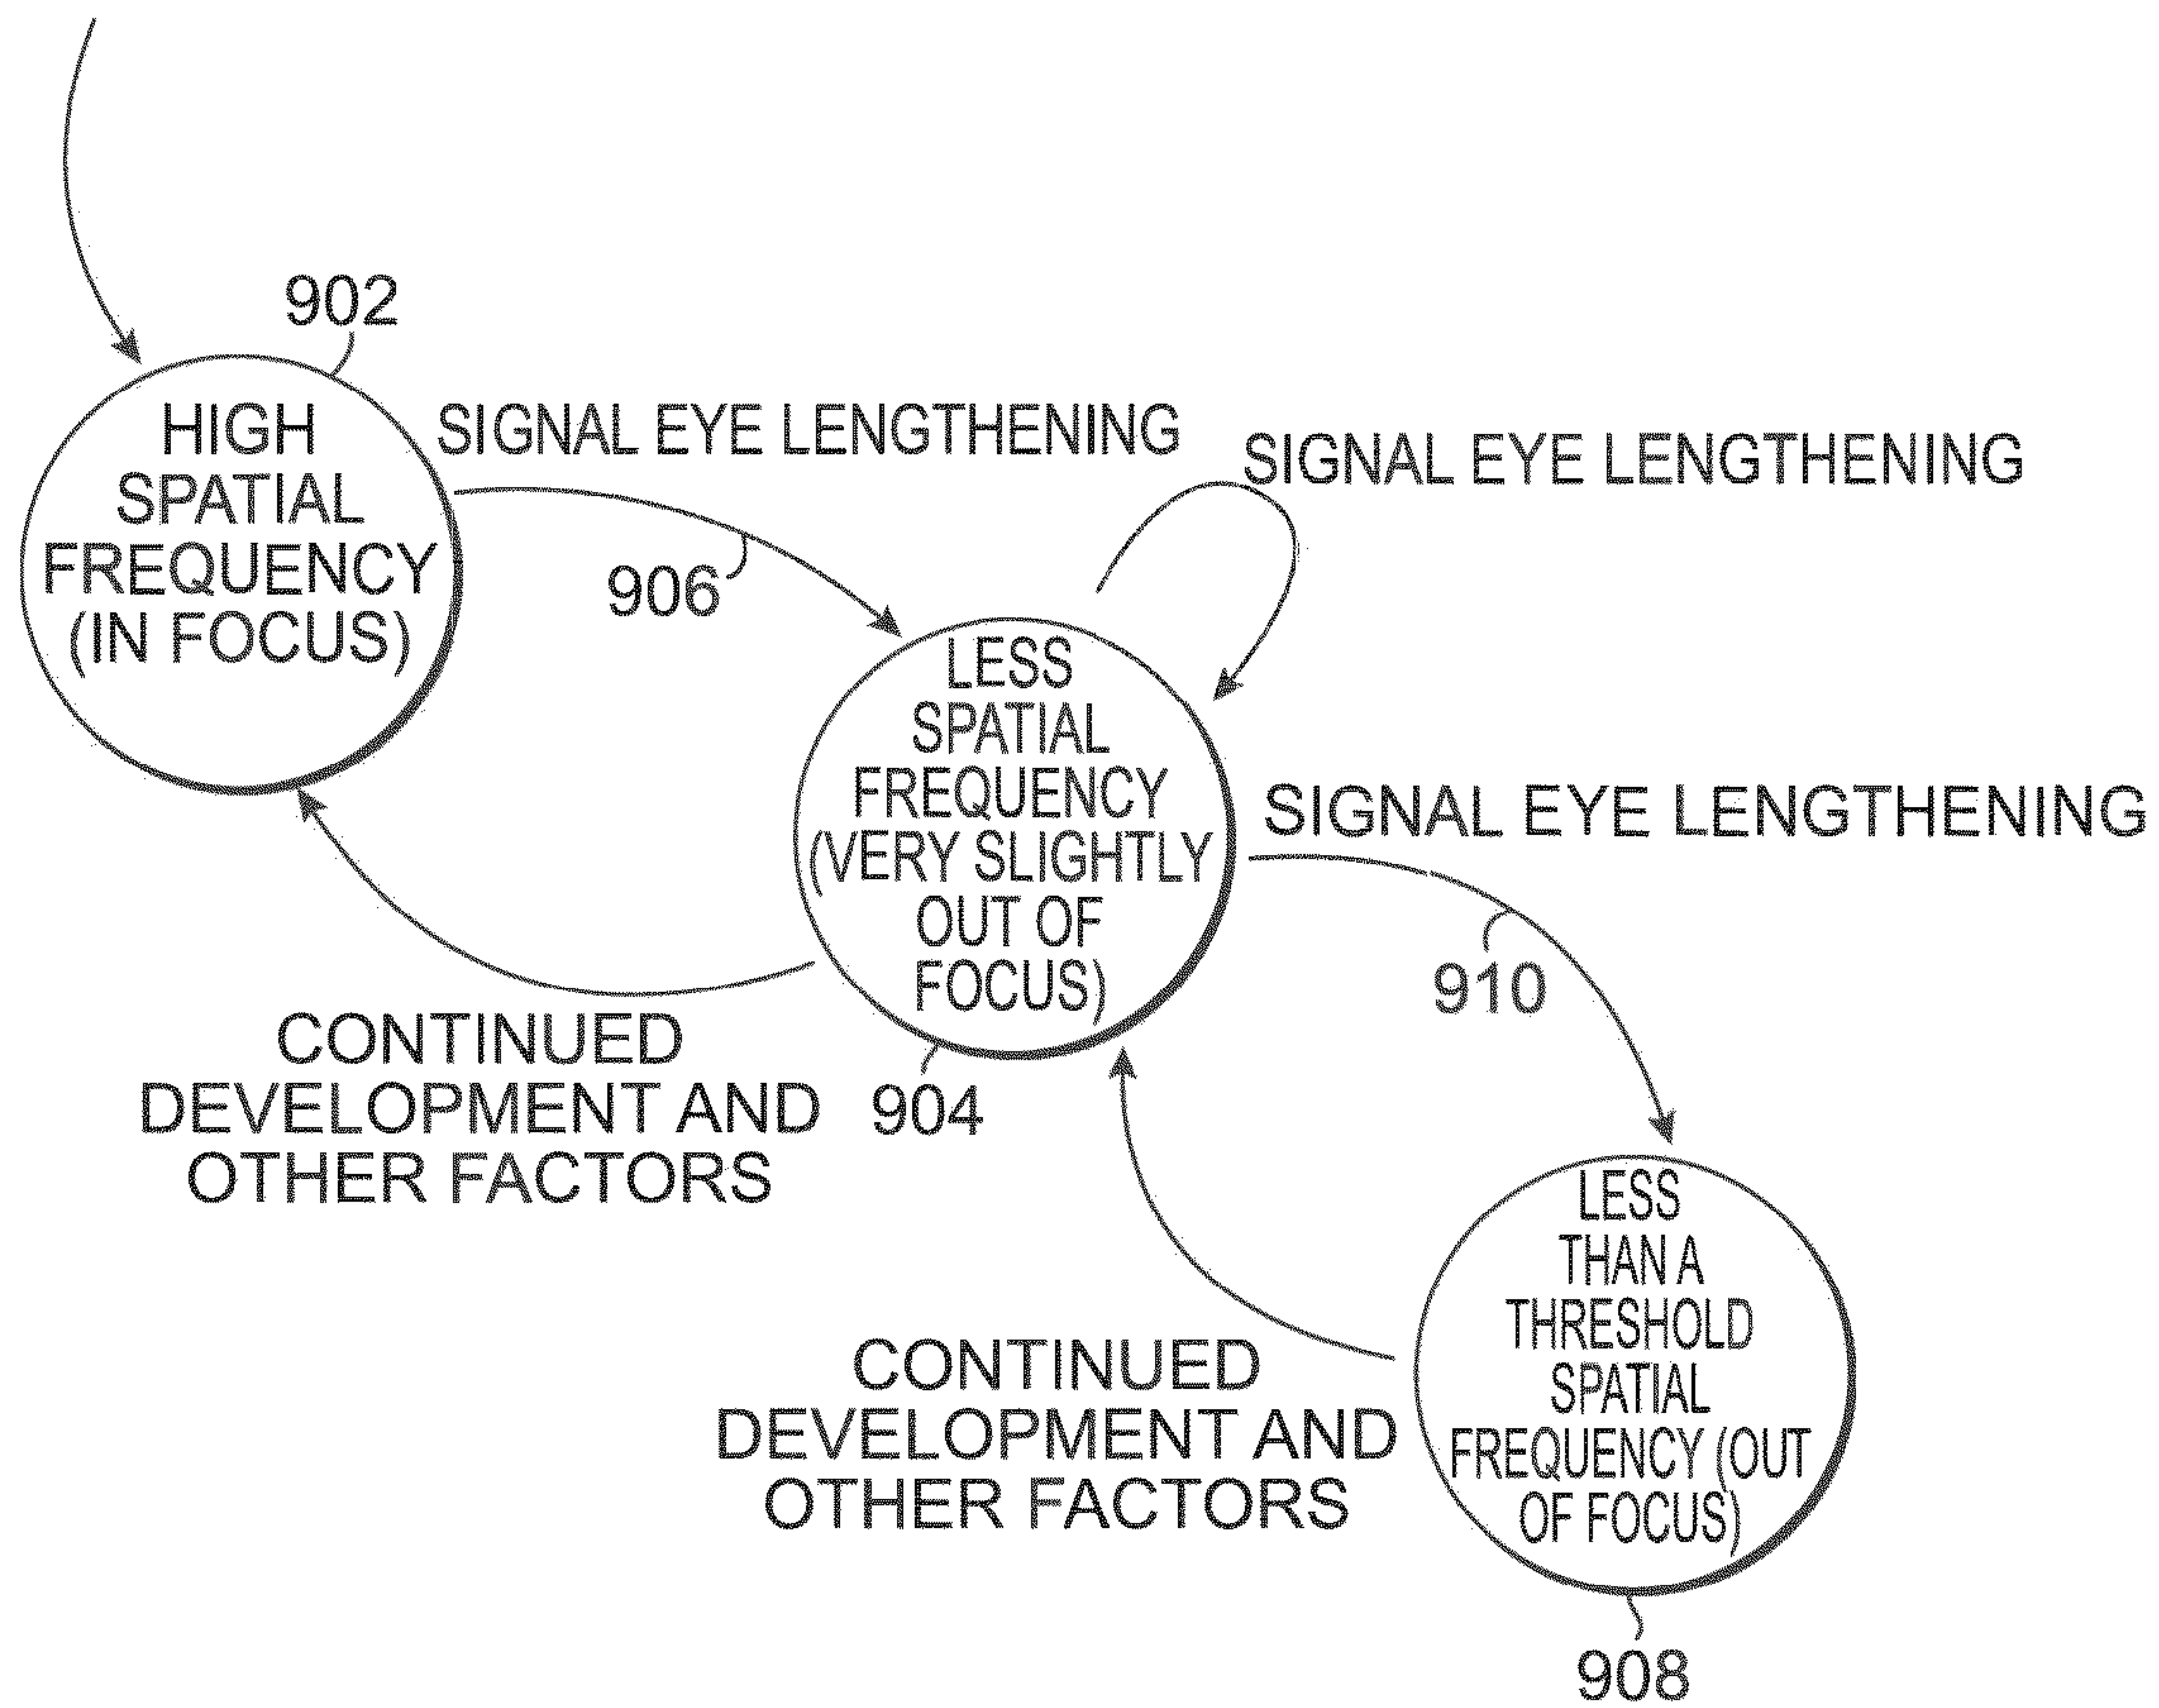 902
HIGH
SPATIAL
FREQUENCY
(IN FOCUS)
SIGNAL EYE LENGTHENING
906
SIGNAL EYE LENGTHENING
LESS
SPATIAL
FREQUENCY
(VERY SLIGHTLY
OUT OF
FOCUS)
904
SIGNAL EYE LENGTHENING
910
CONTINUED
DEVELOPMENT AND
OTHER FACTORS
CONTINUED
DEVELOPMENT AND
OTHER FACTORS
LESS
THAN A
THRESHOLD
SPATIAL
FREQUENCY (OUT
OF FOCUS)
908